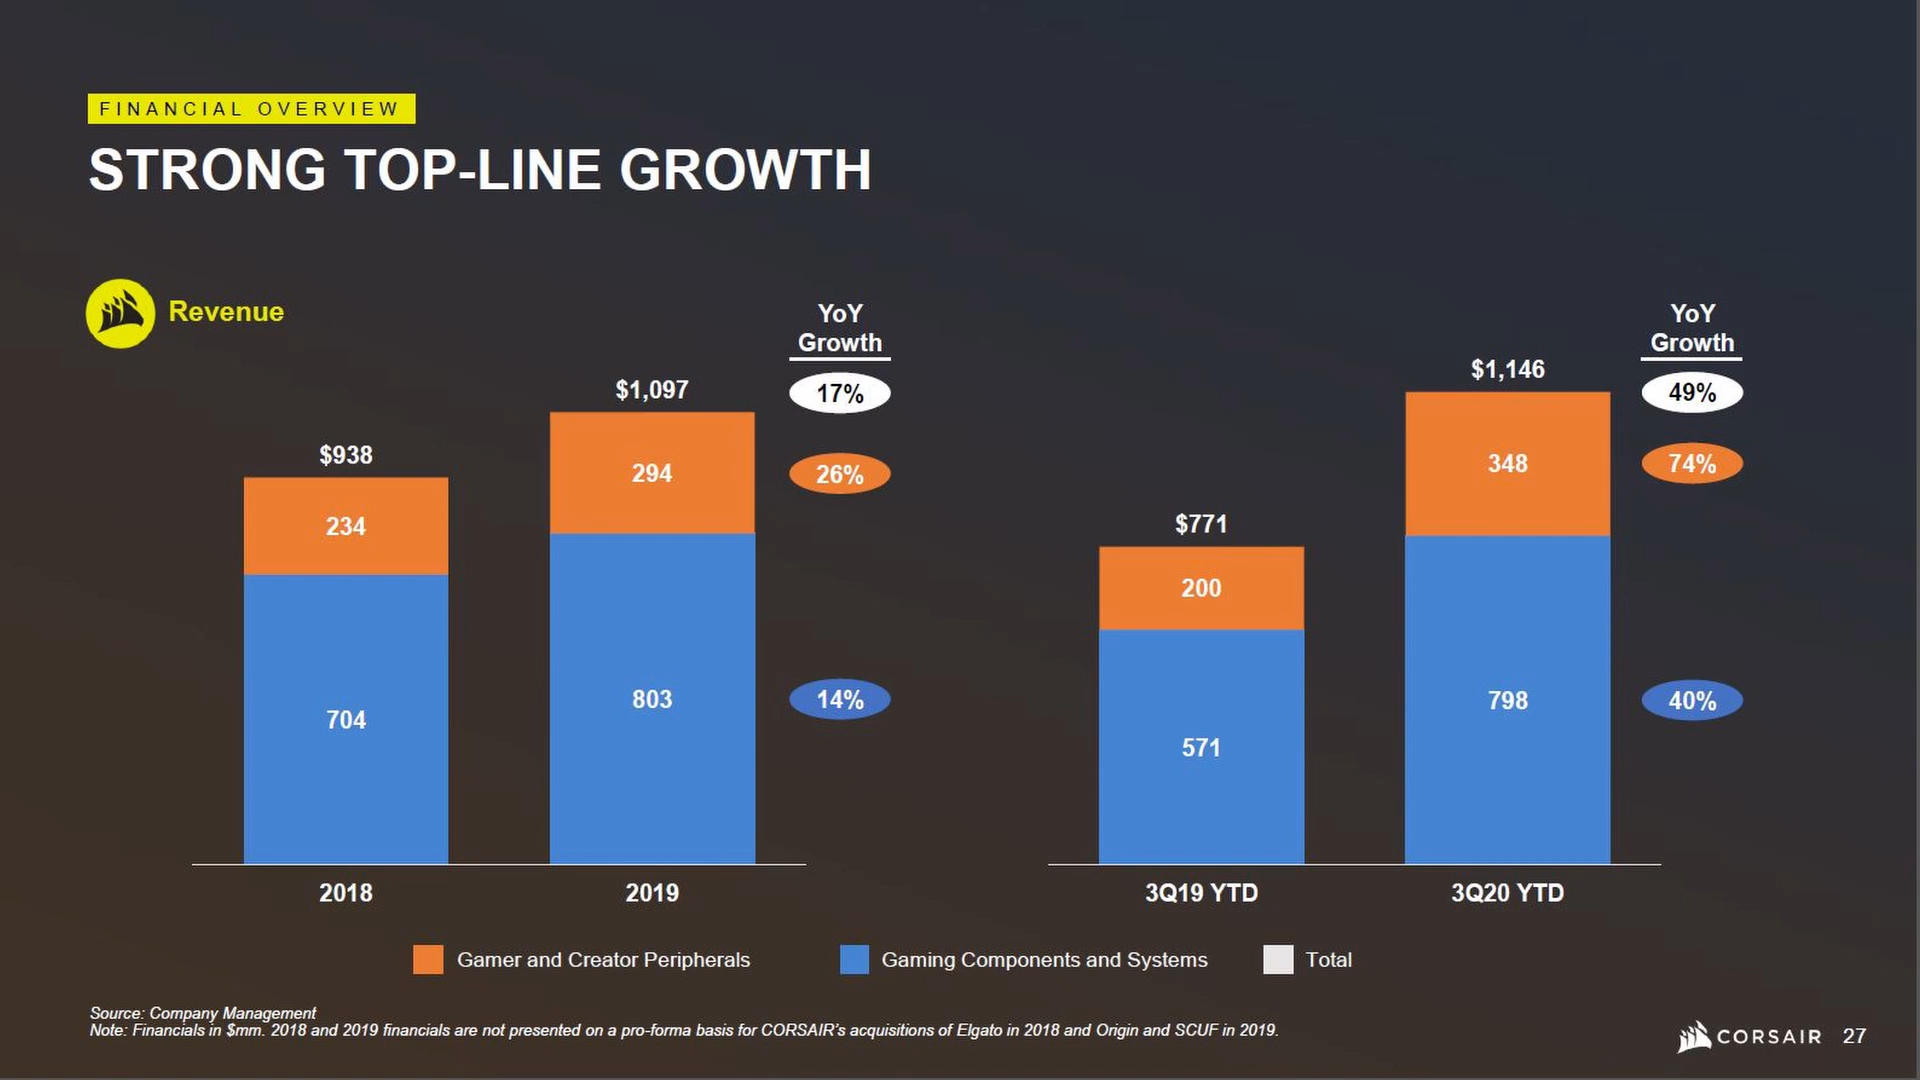 FINANCIAL OVERVIEW
STRONG TOP-LINE GROWTH
Revenue
YoY
Growth
17%
26%
14%
$938
234
704
2018
$1,097
294
803
2019
YoY
Growth
49%
74%
40%
$771
200
571
3Q19 YTD
$1,146
348
798
3Q20 YTD
Gamer and Creator Peripherals
Gaming Components and Systems
Total
Source: Company Management
Note: Financials in $mm. 2018 and 2019 financials are not presented on a pro-forma basis for CORSAIR's acquisitions of Elgato in 2018 and Origin and SCUF in 2019.
CORSAIR 27